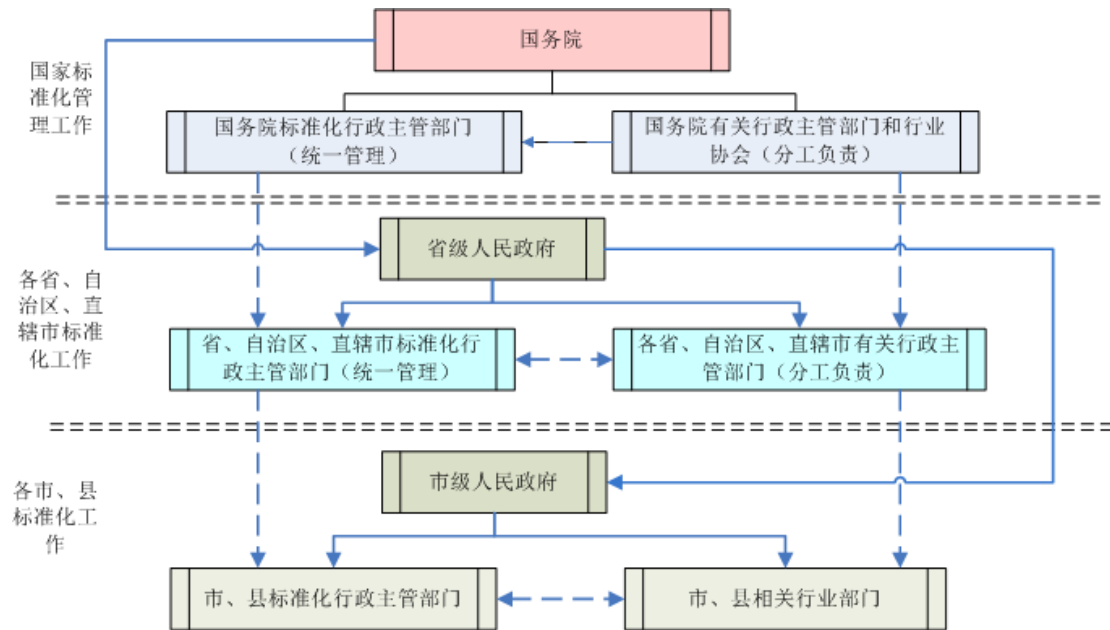 国务院
国家标
准化管
理工作
国务院标准化行政主管部门
（统一管理）
国务院有关行政主管部门和行业
协会（分工负责）
省级人民政府
各省、自
治区、直
辖市标准
化工作
省、自治区、直辖市标准化行
政主管部门（统一管理）
各省、自治区、直辖市有关行政主
管部门（分工负责）
市级人民政府
各市、县
标准化工
作
市、县标准化行政主管部门
市、县相关行业部门